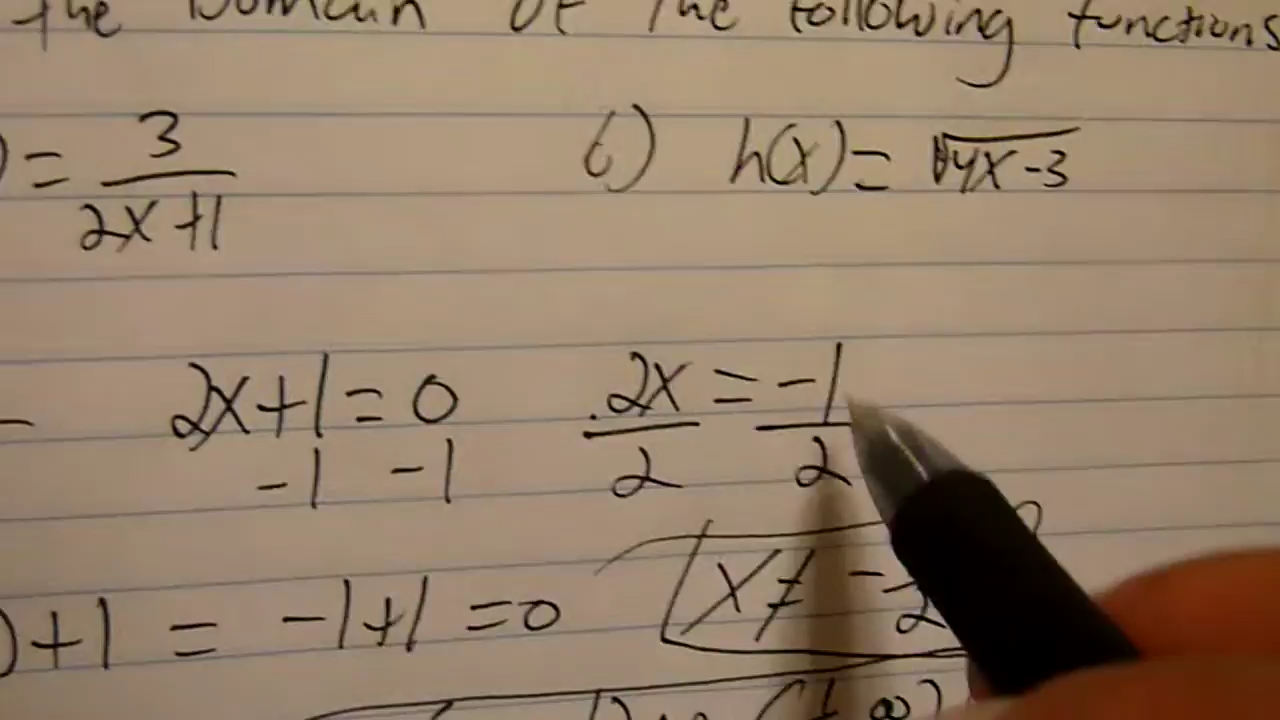 the Domain of the following functions
) = 3/(2x+1) c) h(x) = √(4x-3)
2x+1=0 2x = -1
-1 -1 2 2
)+1 = -1+1 =0 x ≠ -
2
∞)